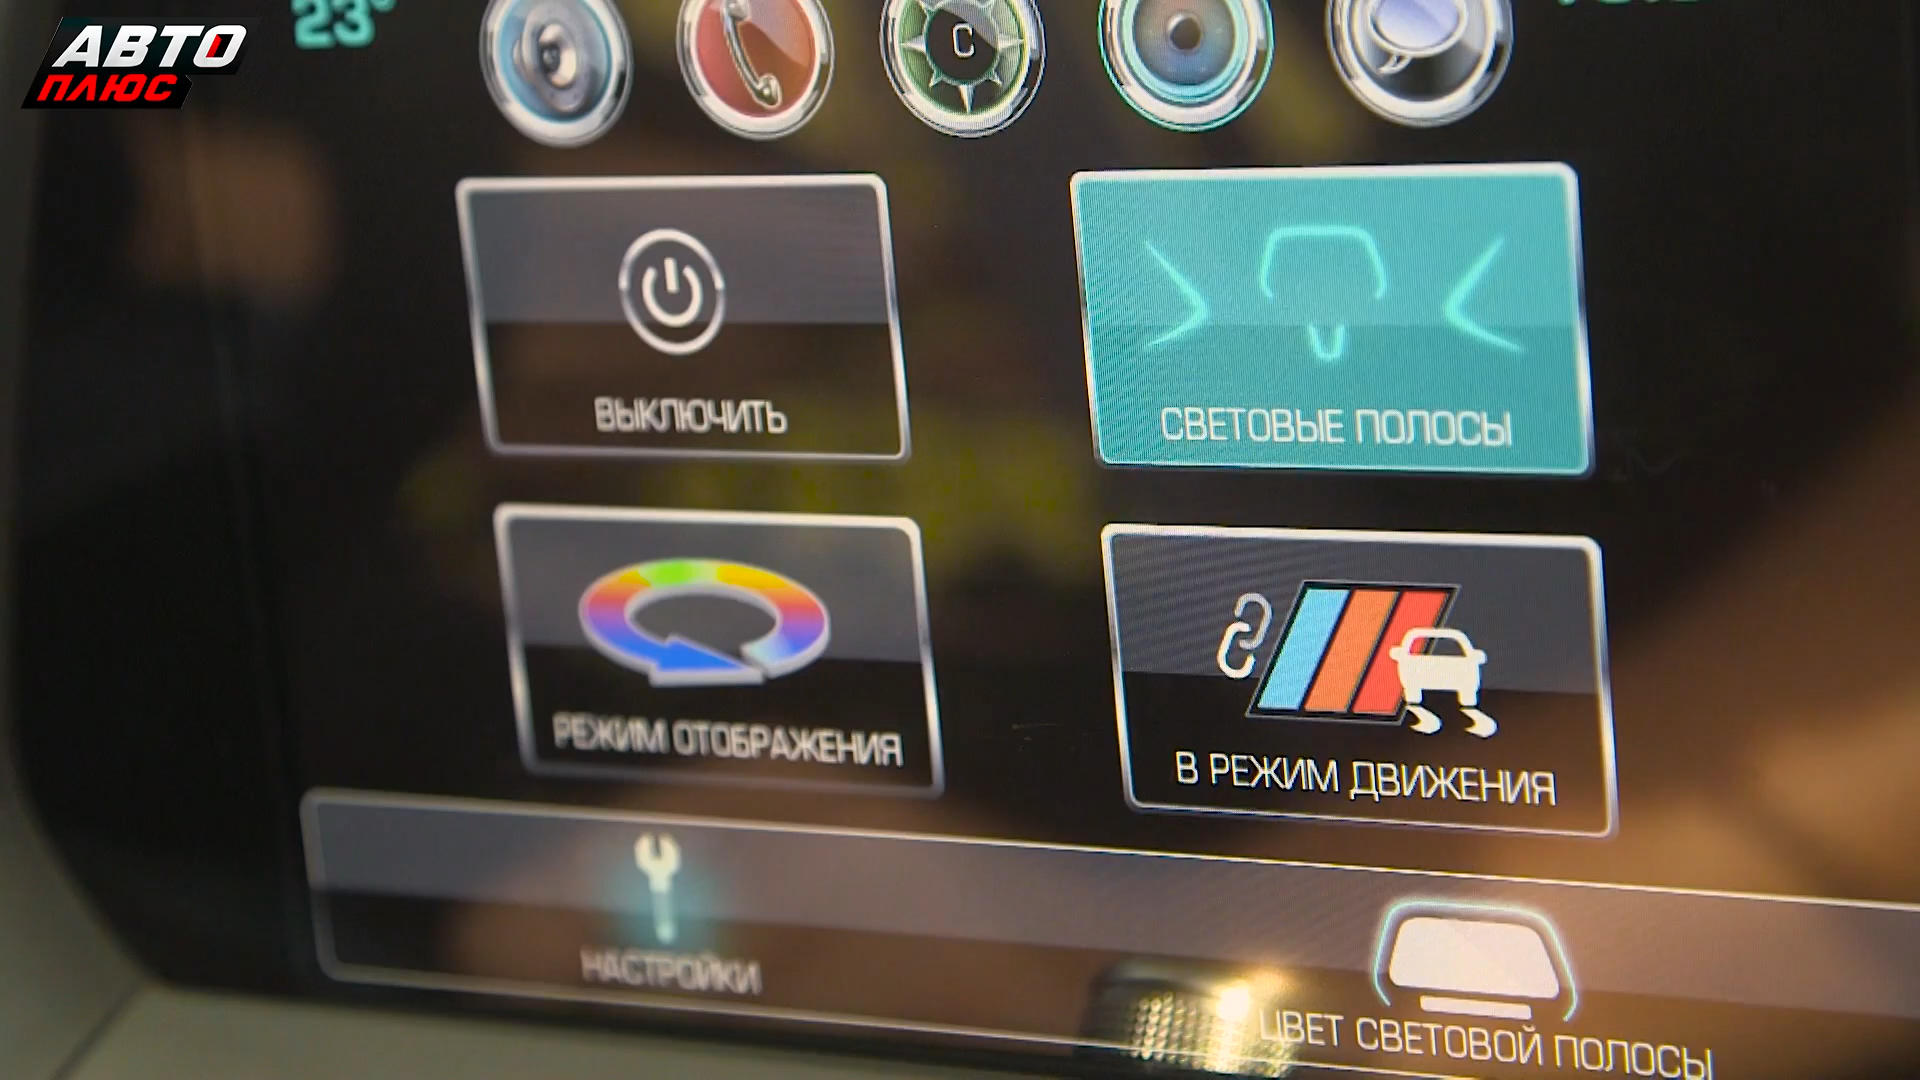 АВТО
ПЛЮС
23°
С
ВЫКЛЮЧИТЬ
СВЕТОВЫЕ ПОЛОСЫ
РЕЖИМ ОТОБРАЖЕНИЯ
В РЕЖИМ ДВИЖЕНИЯ
НАСТРОЙКИ
ЦВЕТ СВЕТОВОЙ ПОЛОСЫ